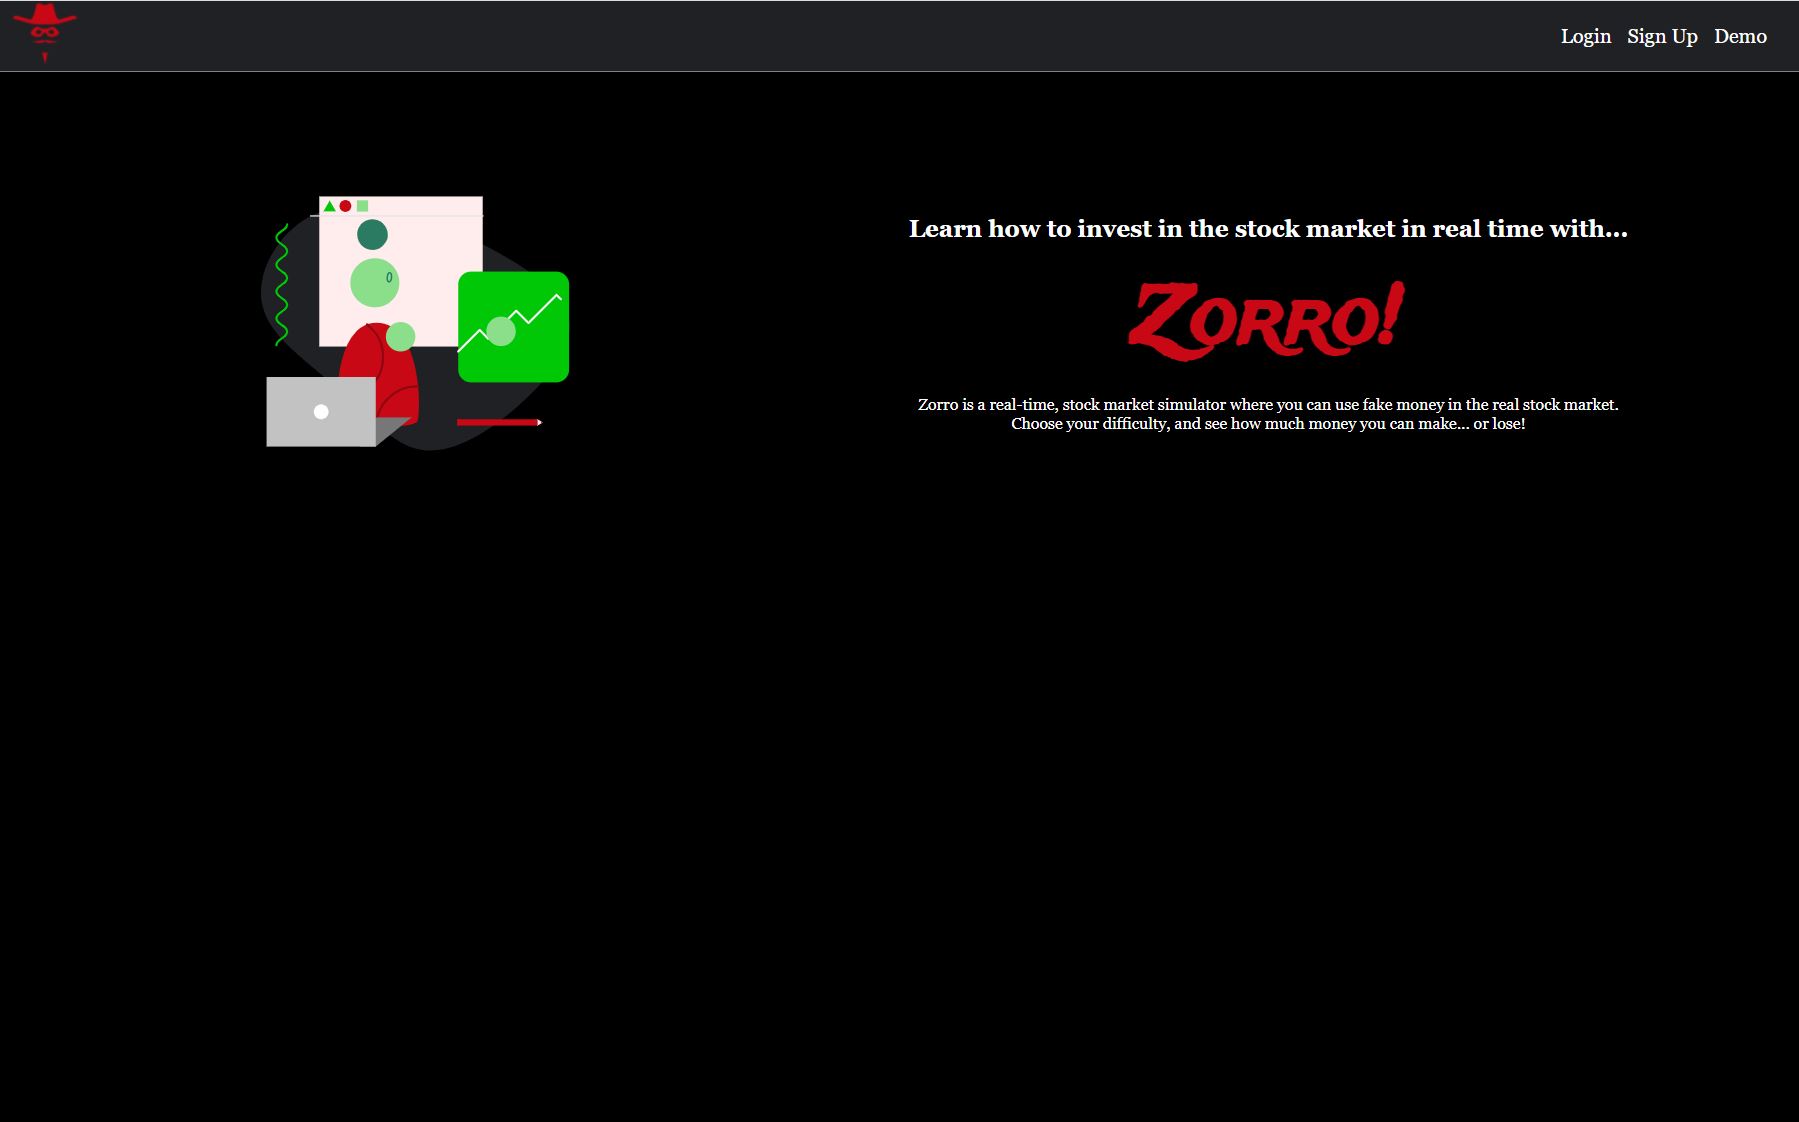 Login Sign Up Demo
Learn how to invest in the stock market in real time with...
Zorro!
Zorro is a real-time, stock market simulator where you can use fake money in the real stock market.
Choose your difficulty, and see how much money you can make... or lose!